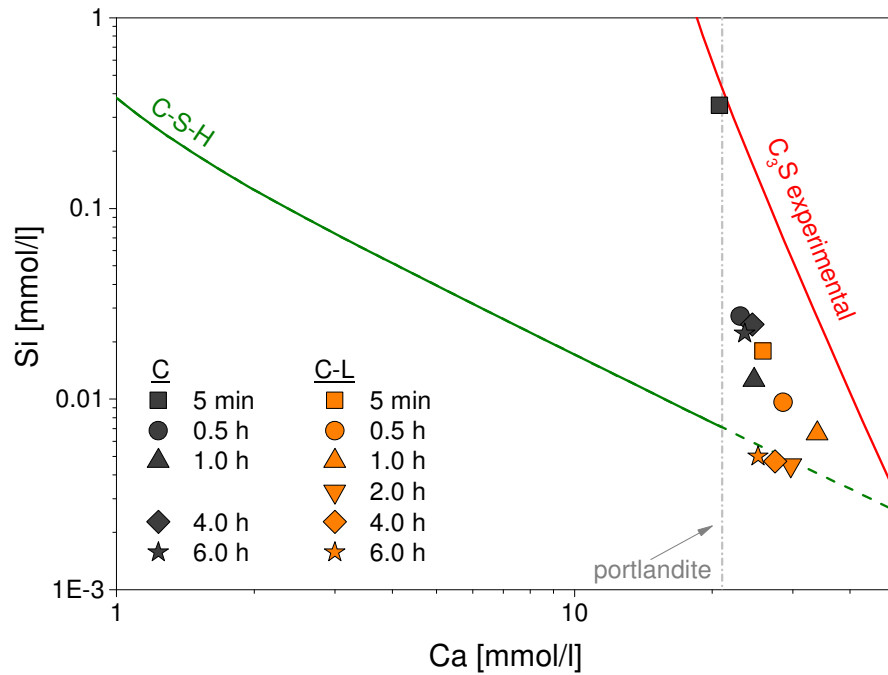 1
C-S-H
C₃S experimental
0.1
Si [mmol/l]
0.01
C C-L
5 min 5 min
0.5 h 0.5 h
1.0 h 1.0 h
2.0 h
4.0 h 4.0 h
6.0 h 6.0 h
portlandite
1E-3
1 10
Ca [mmol/l]